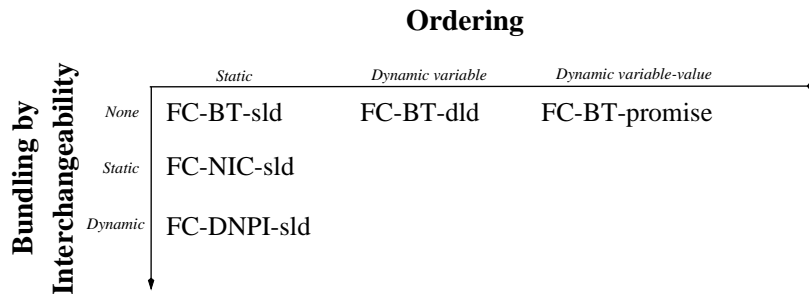 Ordering
Static Dynamic variable Dynamic variable-value
Bundling by
Interchangeability
None FC-BT-sld FC-BT-dld FC-BT-promise
Static FC-NIC-sld
Dynamic FC-DNPI-sld